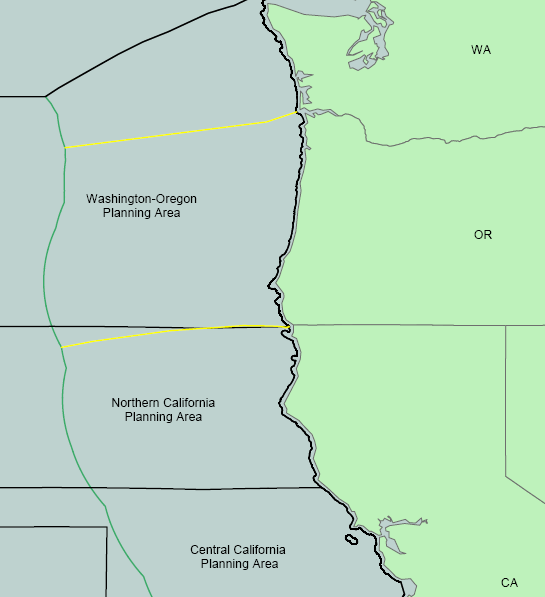 WA
Washington-Oregon
Planning Area
OR
Northern California
Planning Area
Central California
Planning Area
CA